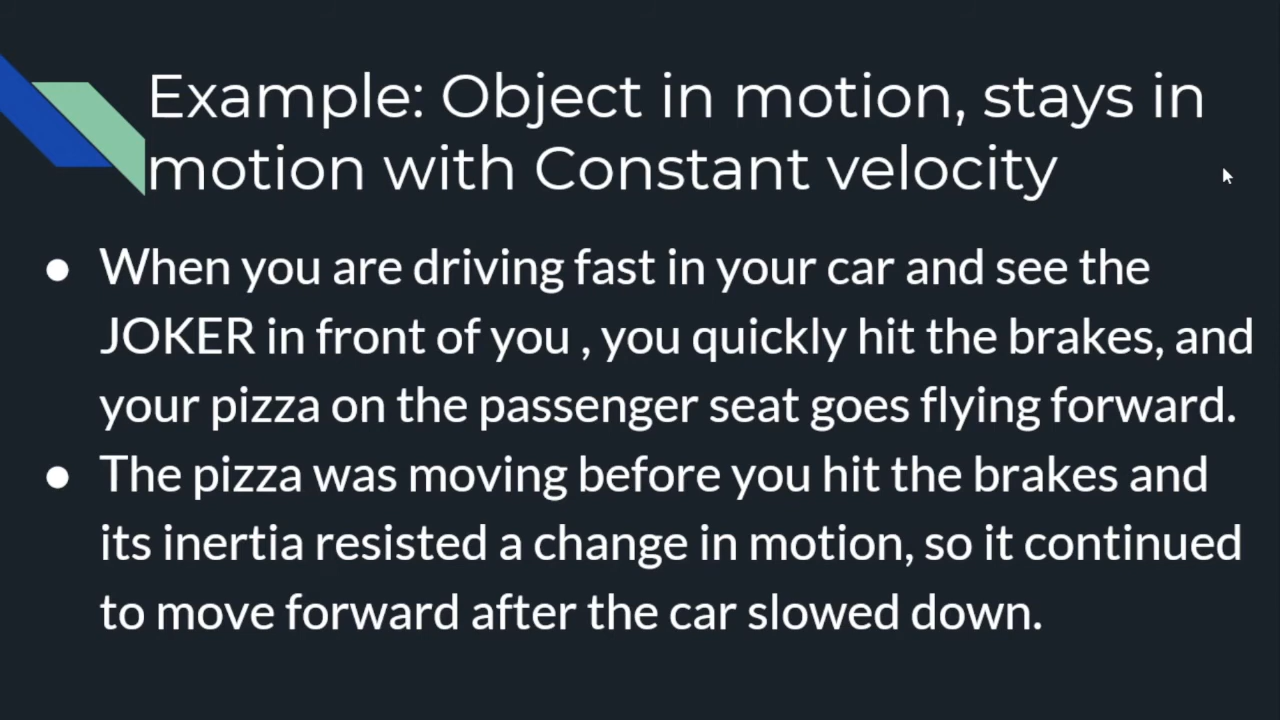 Example: Object in motion, stays in
motion with Constant velocity
● When you are driving fast in your car and see the
JOKER in front of you , you quickly hit the brakes, and
your pizza on the passenger seat goes flying forward.
● The pizza was moving before you hit the brakes and
its inertia resisted a change in motion, so it continued
to move forward after the car slowed down.